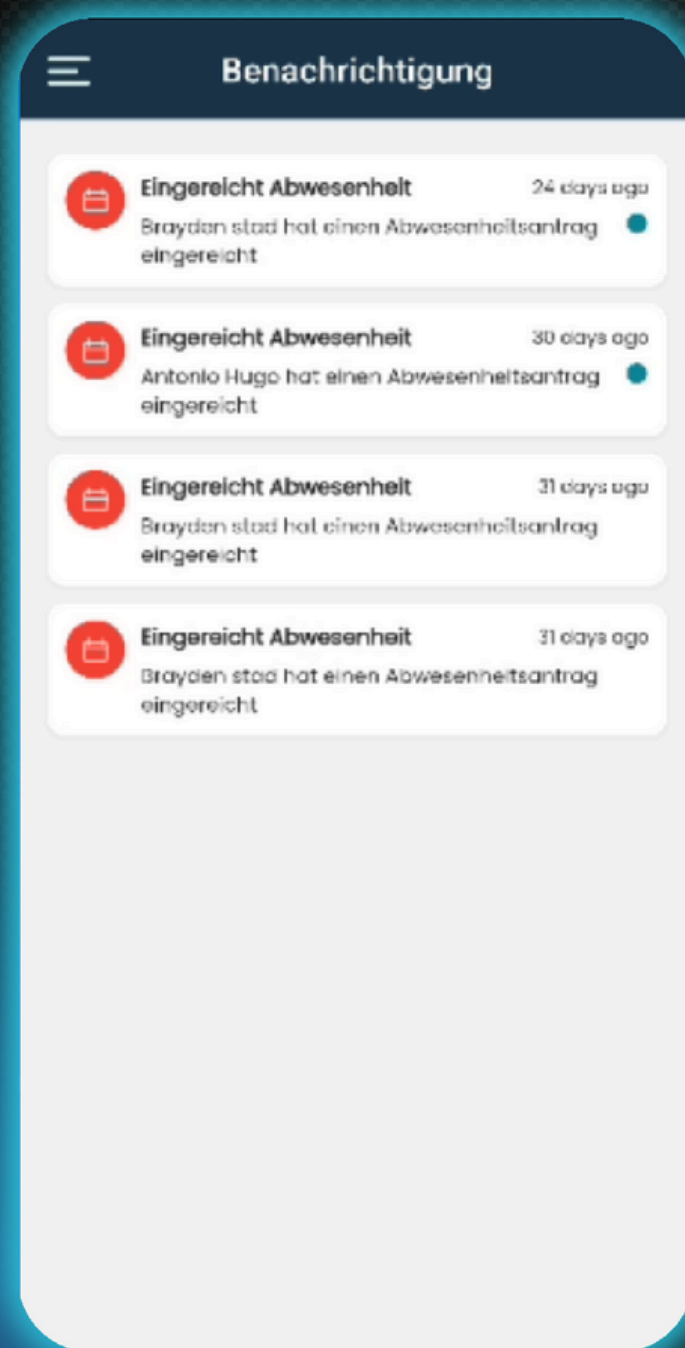 Benachrichtigung
Eingereicht Abwesenheit
24 days ago
Brayden stad hat einen Abwesenheitsantrag
eingereicht
Eingereicht Abwesenheit
30 days ago
Antonio Hugo hat einen Abwesenheitsantrag
eingereicht
Eingereicht Abwesenheit
31 days ago
Brayden stad hat einen Abwesenheitsantrag
eingereicht
Eingereicht Abwesenheit
31 days ago
Brayden stad hat einen Abwesenheitsantrag
eingereicht